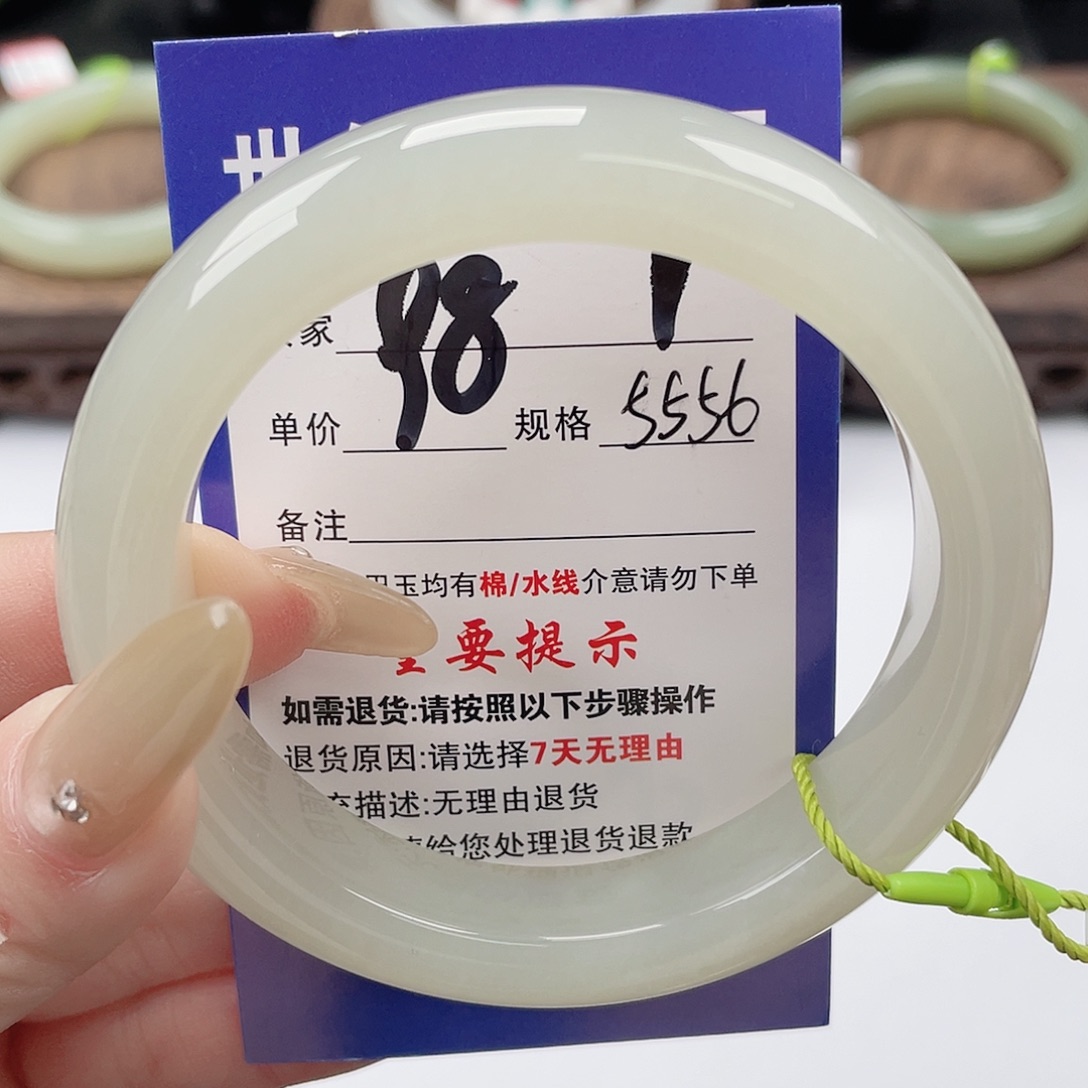 世
家
98
单价 规格 5556
备注
玉均有棉/水线介意请勿下单
重要提示
如需退货:请按照以下步骤操作
退货原因:请选择7天无理由
充描述:无理由退货
给您处理退货退款